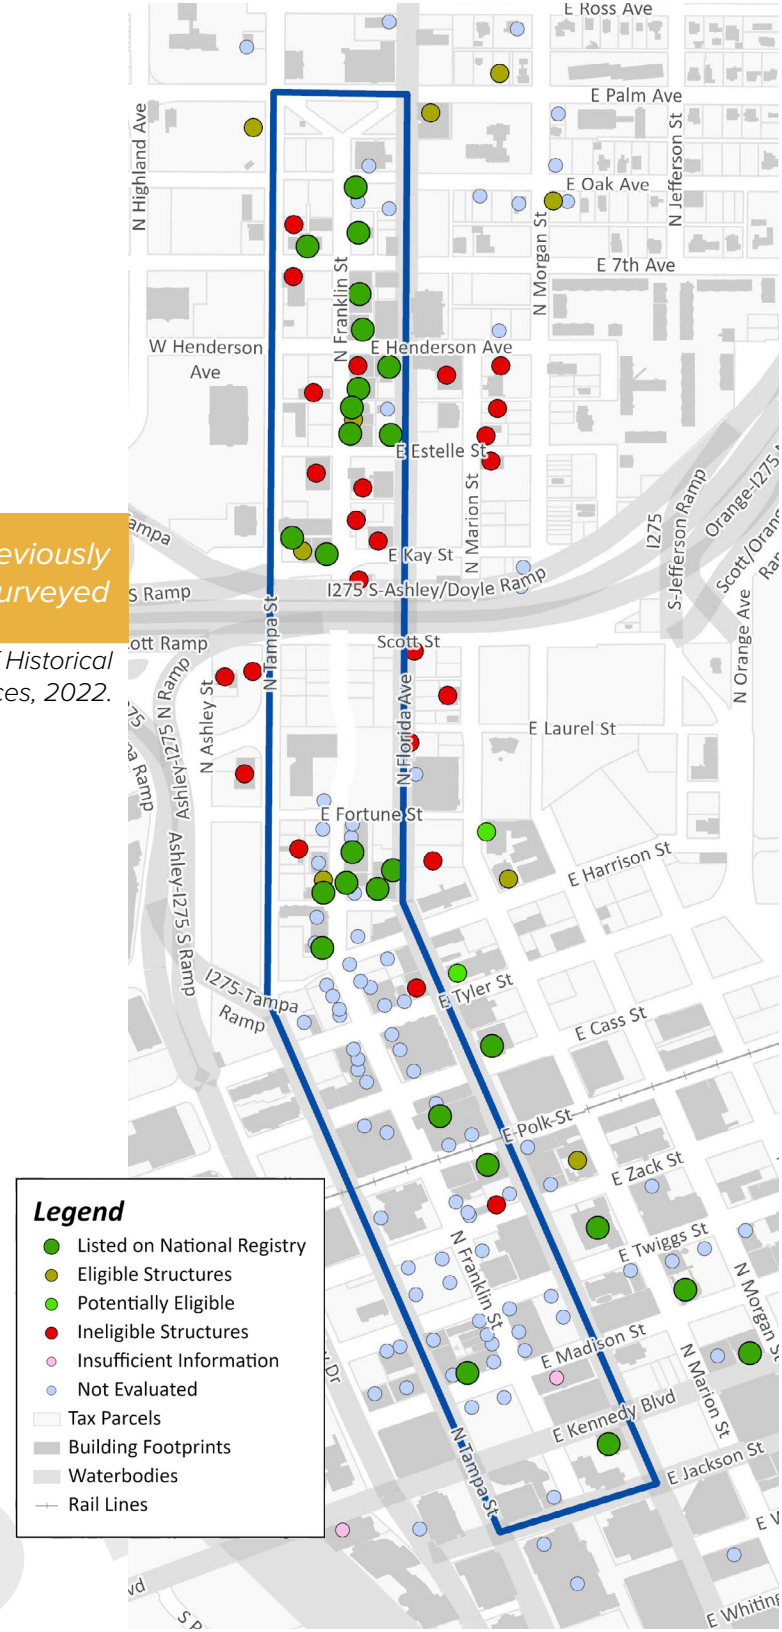 E Ross Ave
E Palm Ave
N Highland Ave
N Jefferson St
E Oak Ave
N Morgan St
E 7th Ave
N Franklin St
W Henderson
Ave
E Henderson Ave
E Estelle St
N Marion St
I275
S-Jefferson Ramp
Orange-I275 N
Scott/Orang
Ra
eviously
urveyed
ampa
E Kay St
I275 S-Ashley/Doyle Ramp
S Ramp
N Orange Ave
ott Ramp
N Tampa St
Scott St
Historical
ces, 2022.
Ashley-I275 N Ramp
N Ashley St
N Florida Ave
E Laurel St
275
pa Ramp
E Fortune St
Ashley-I275 S Ramp
E Harrison St
I275-Tampa
Ramp
E Tyler St
E Cass St
E Polk St
E Zack St
Legend
Listed on National Registry
Eligible Structures
Potentially Eligible
Ineligible Structures
Insufficient Information
Not Evaluated
Tax Parcels
Building Footprints
Waterbodies
Rail Lines
E Twiggs St
N Franklin St
N Morgan St
E Madison St
N Marion St
y Dr
E Kennedy Blvd
N Tampa St
E Jackson St
E W
vd
S P
E Whiting